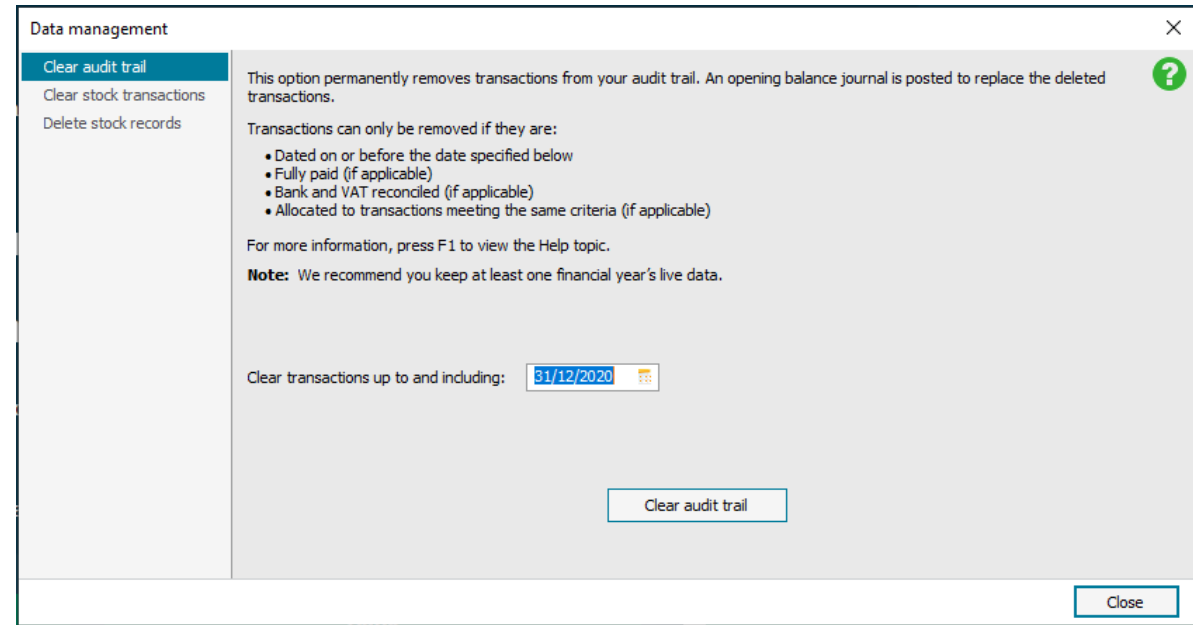 Data management
Clear audit trail
Clear stock transactions
Delete stock records
This option permanently removes transactions from your audit trail. An opening balance journal is posted to replace the deleted
transactions.
Transactions can only be removed if they are:
• Dated on or before the date specified below
• Fully paid (if applicable)
• Bank and VAT reconciled (if applicable)
• Allocated to transactions meeting the same criteria (if applicable)
For more information, press F1 to view the Help topic.
Note: We recommend you keep at least one financial year's live data.
Clear transactions up to and including: 31/12/2020
Clear audit trail
Close